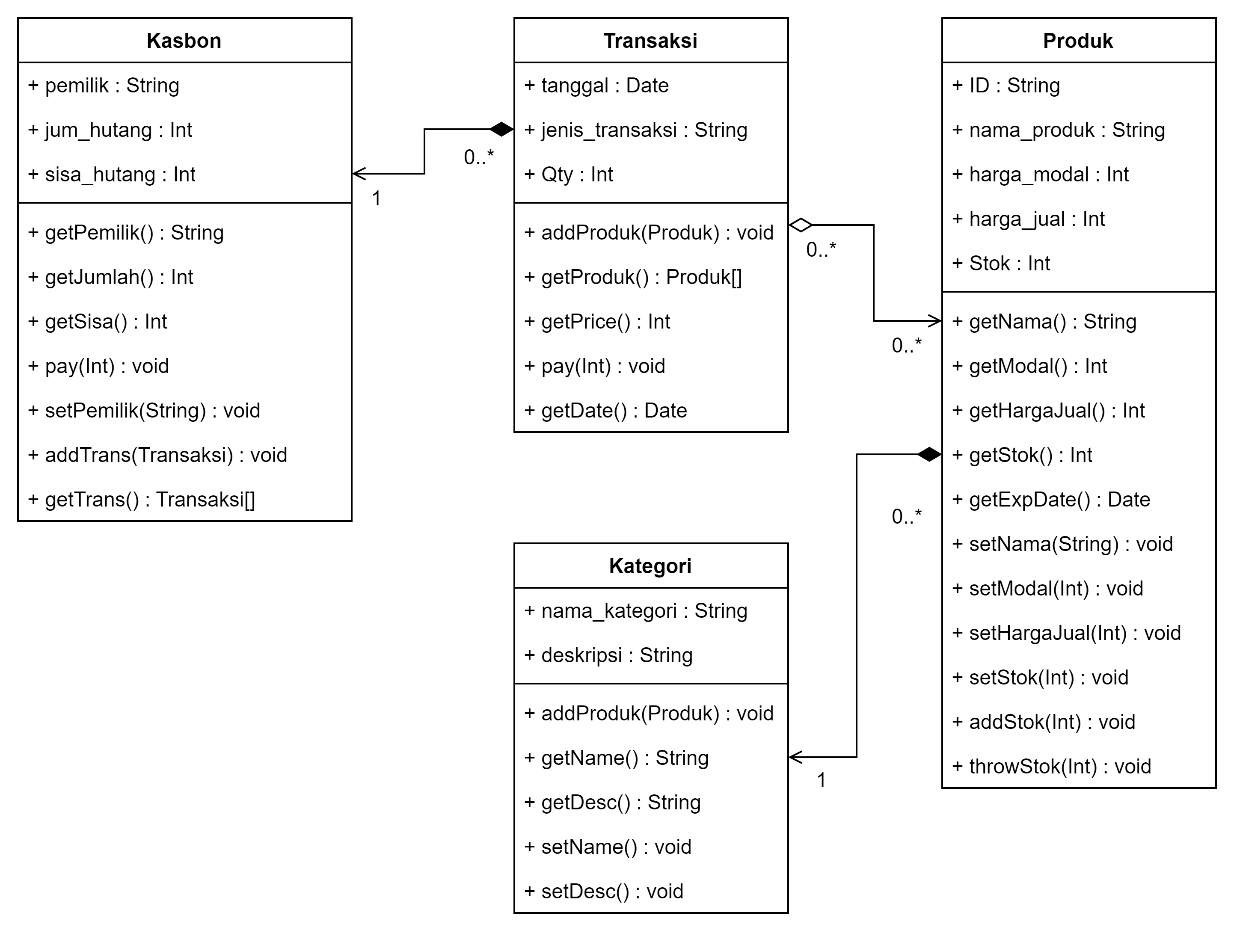 Kasbon
+ pemilik : String
+ jum_hutang : Int
+ sisa_hutang : Int
+ getPemilik() : String
+ getJumlah() : Int
+ getSisa() : Int
+ pay(Int) : void
+ setPemilik(String) : void
+ addTrans(Transaksi) : void
+ getTrans() : Transaksi[]
1
0..*
Transaksi
+ tanggal : Date
+ jenis_transaksi : String
+ Qty : Int
+ addProduk(Produk) : void
+ getProduk() : Produk[]
+ getPrice() : Int
+ pay(Int) : void
+ getDate() : Date
0..*
0..*
Produk
+ ID : String
+ nama_produk : String
+ harga_modal : Int
+ harga_jual : Int
+ Stok : Int
+ getNama() : String
+ getModal() : Int
+ getHargaJual() : Int
+ getStok() : Int
+ getExpDate() : Date
+ setNama(String) : void
+ setModal(Int) : void
+ setHargaJual(Int) : void
+ setStok(Int) : void
+ addStok(Int) : void
+ throwStok(Int) : void
0..*
1
Kategori
+ nama_kategori : String
+ deskripsi : String
+ addProduk(Produk) : void
+ getName() : String
+ getDesc() : String
+ setName() : void
+ setDesc() : void